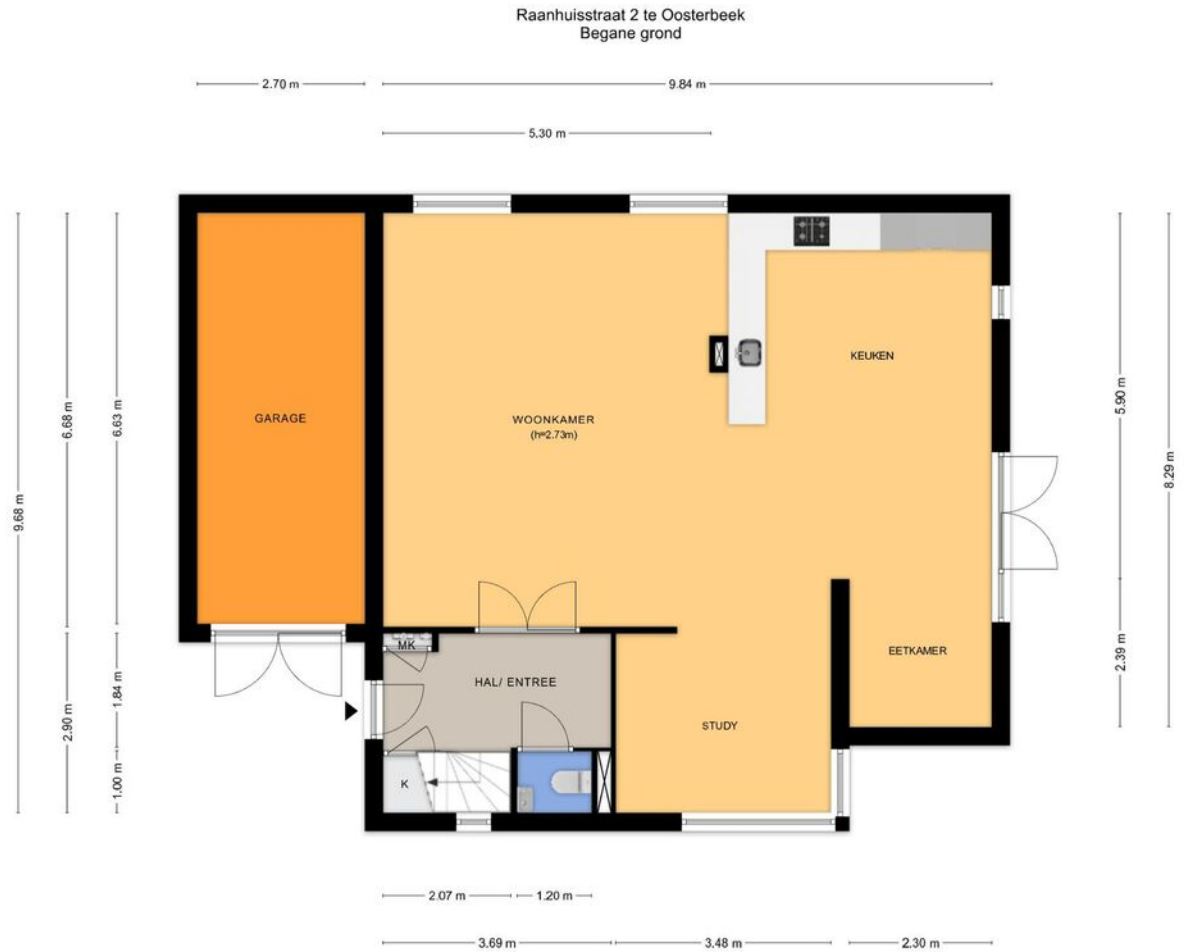 Raanhuisstraat 2 te Oosterbeek
Begane grond
2.70 m
9.84 m
5.30 m
9.68 m
6.68 m
6.63 m
2.90 m
1.84 m
1.00 m
GARAGE
WOONKAMER
(h=2.73m)
KEUKEN
5.90 m
8.29 m
2.39 m
MK
HAL/ ENTREE
EETKAMER
STUDY
K
2.07 m
1.20 m
3.69 m
3.48 m
2.30 m